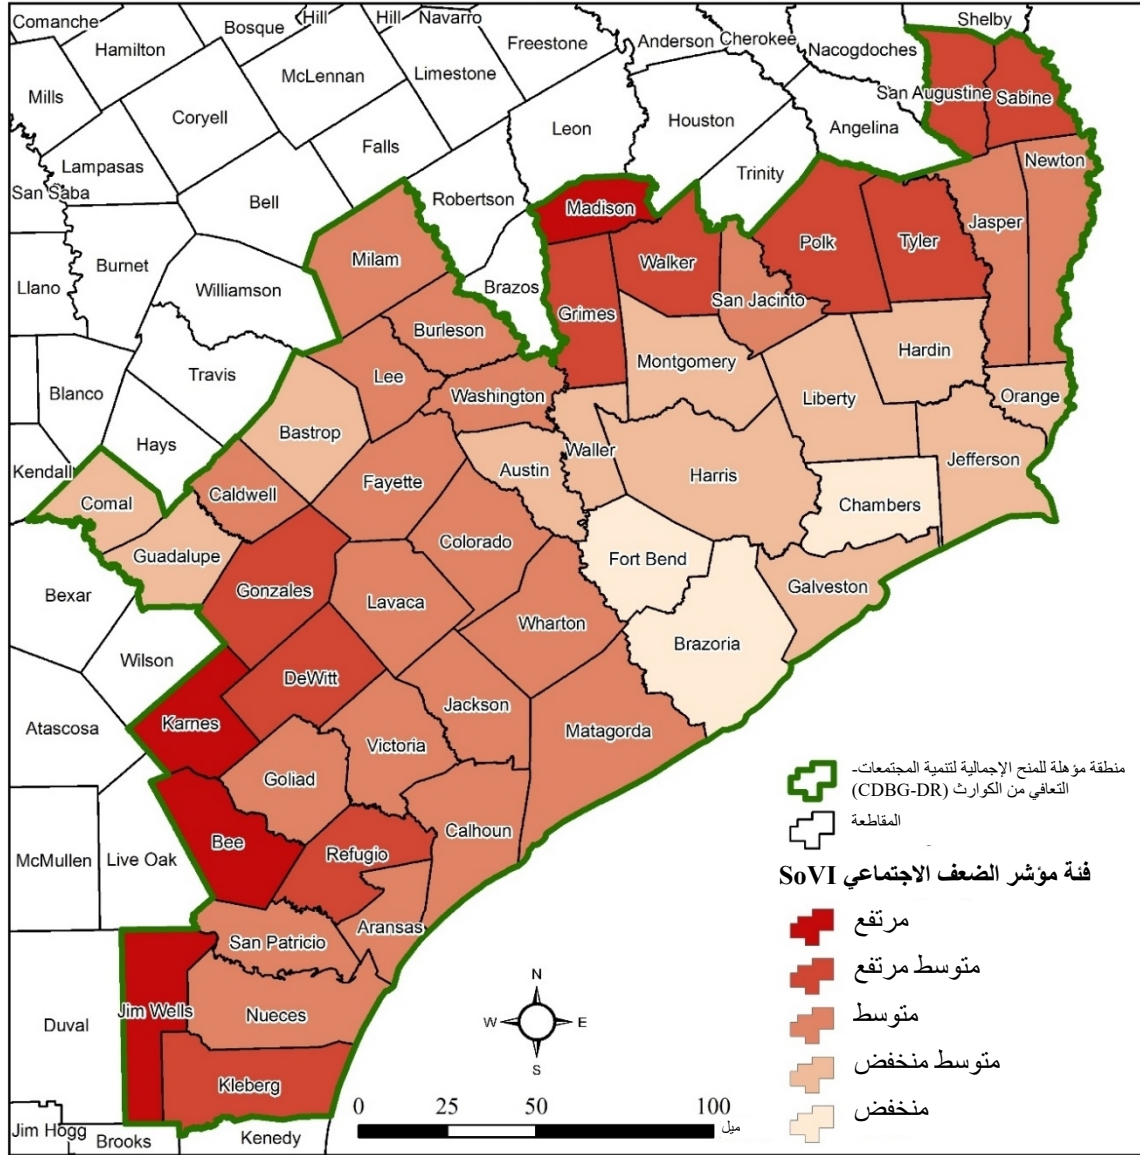 Comanche
Hill
Bosque
Hill
Navarro
Shelby
Hamilton
Freestone
Anderson
Cherokee
Nacogdoches
McLennan
Limestone
San Augustine
Sabine
Mills
Coryell
Leon
Houston
Angelina
Falls
Newton
Lampasas
Trinity
San Saba
Bell
Robertson
Madison
Jasper
Milam
Polk
Tyler
Burnet
Walker
Llano
Williamson
Brazos
San Jacinto
Grimes
Burleson
Hardin
Montgomery
Travis
Lee
Blanco
Washington
Liberty
Orange
Bastrop
Hays
Waller
Kendall
Austin
Harris
Jefferson
Fayette
Caldwell
Comal
Chambers
Colorado
Guadalupe
Fort Bend
Gonzales
Galveston
Bexar
Lavaca
Wharton
Brazoria
Wilson
DeWitt
Jackson
Karnes
Atascosa
Matagorda
Victoria
Goliad
Calhoun
Bee
Refugio
McMullen
Live Oak
Aransas
San Patricio
Jim Wells
Nueces
Duval
Kleberg
Jim Hogg
Brooks
Kenedy
منطقة مؤهلة للمنح الإجمالية لتنمية المجتمعات-
التعافي من الكوارث (CDBG-DR)
المقاطعة
فئة مؤشر الضعف الاجتماعي SoVI
مرتفع
متوسط مرتفع
متوسط
متوسط منخفض
منخفض
N
W E
S
0 25 50 100
ميل